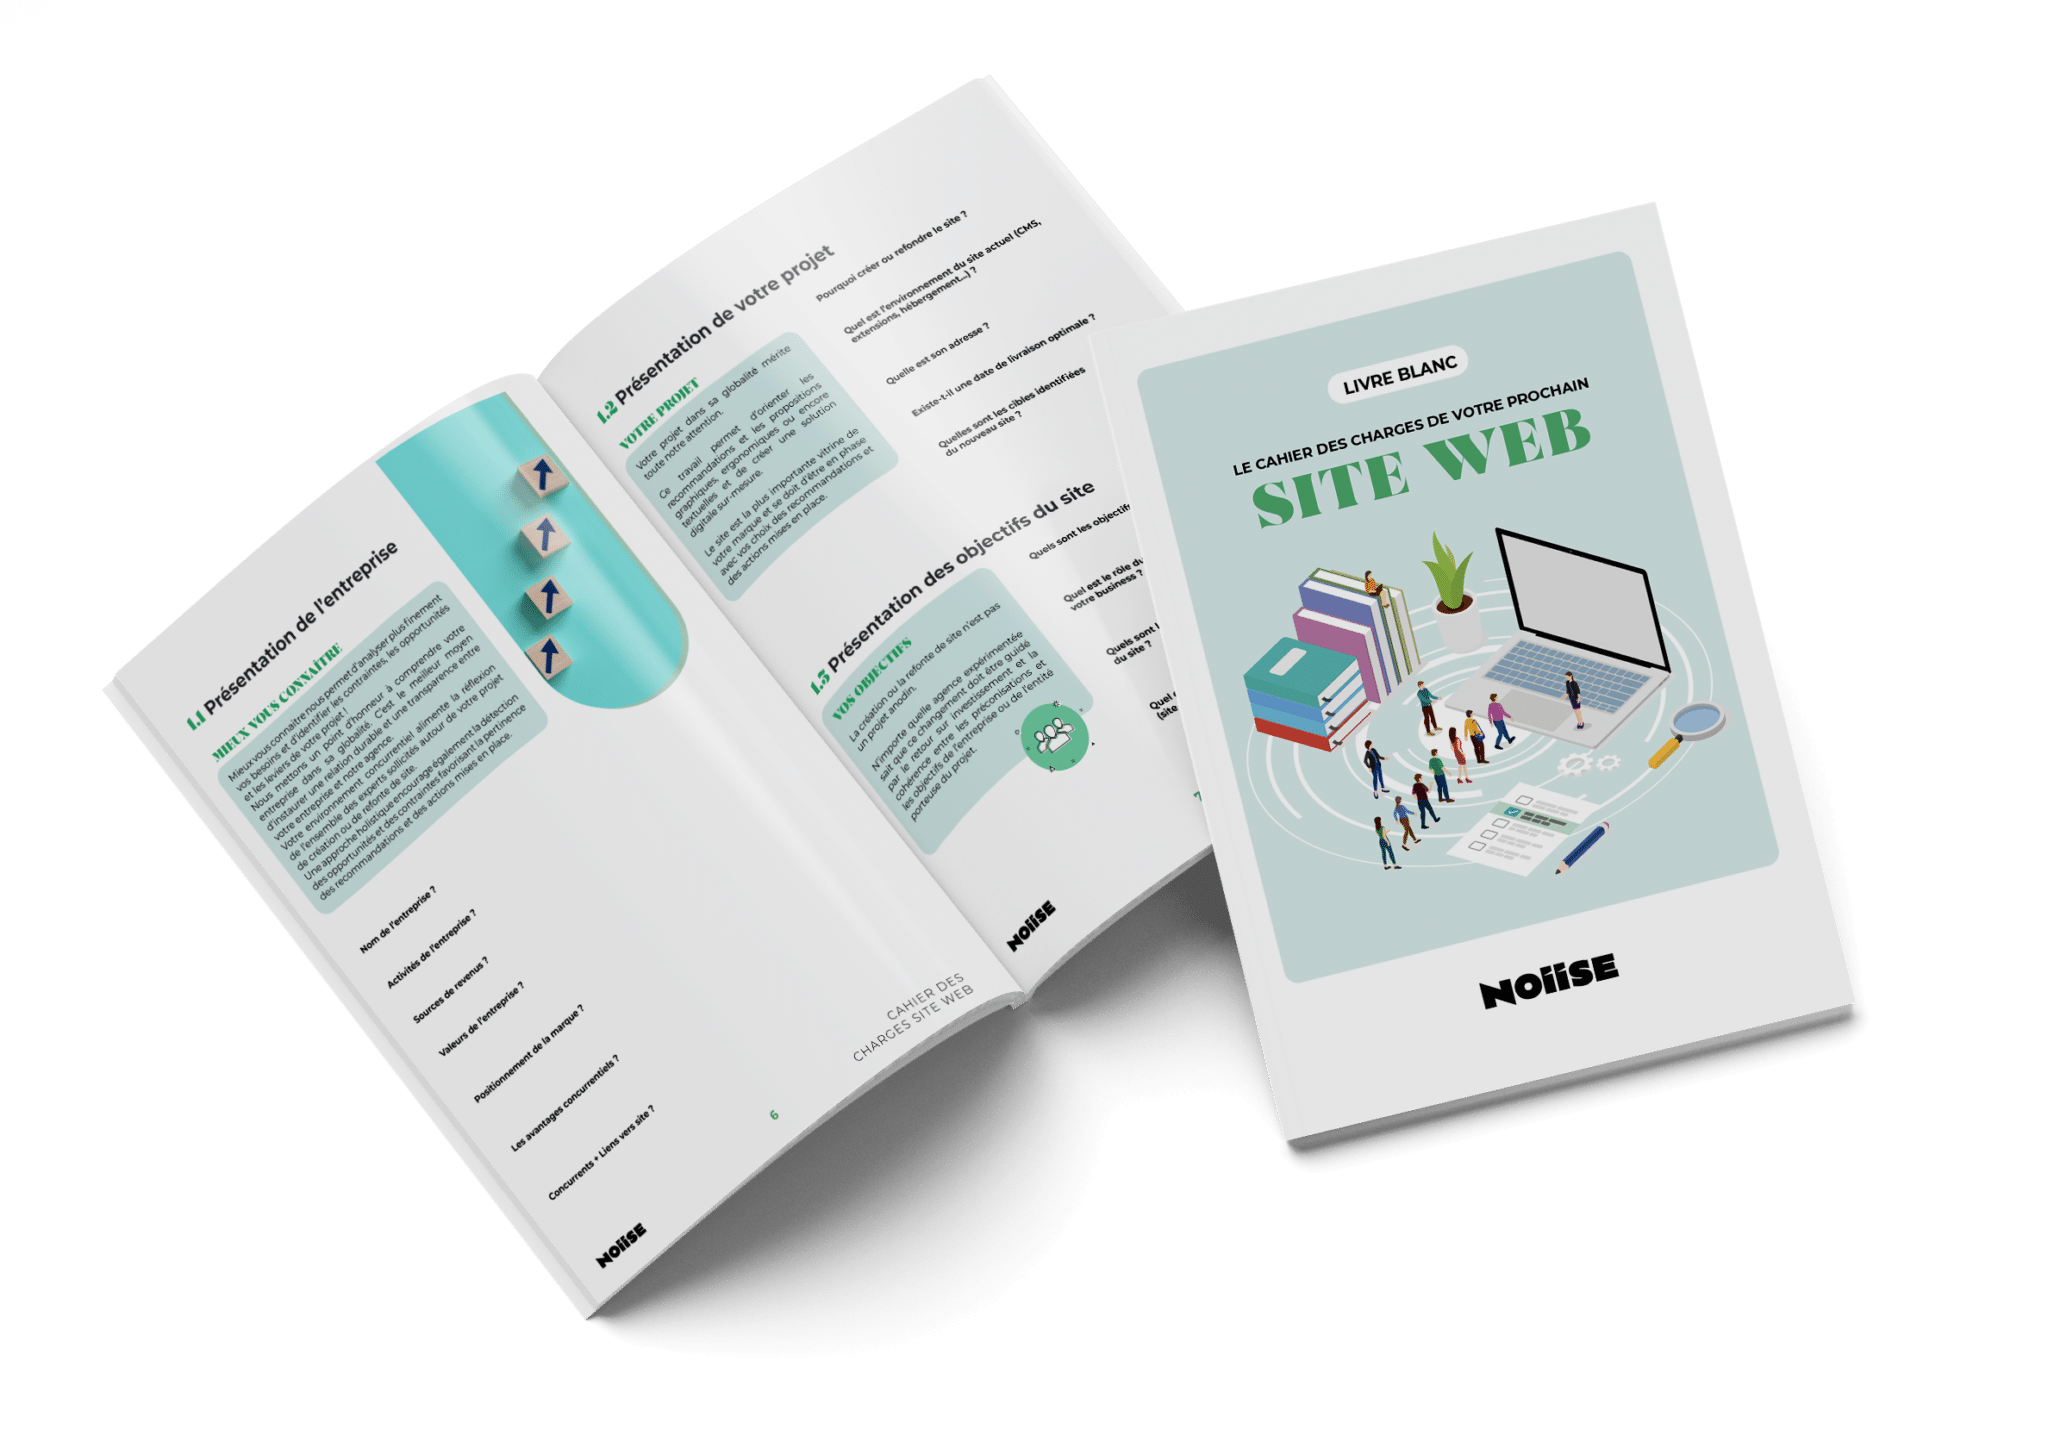 1.1 Présentation de l'entreprise
MIEUX VOUS CONNAÎTRE
Mieux vous connaitre nous permet d'analyser plus finement
vos besoins et d'identifier les contraintes, les opportunités
et les leviers de votre projet !
Nous mettons un point d'honneur à comprendre votre
entreprise dans sa globalité. C'est le meilleur moyen
d'instaurer une relation durable et une transparence entre
votre entreprise et notre agence.
Votre environnement concurrentiel alimente la réflexion
de l'ensemble des experts sollicités autour de votre projet
de création ou de refonte de site.
Une approche holistique encourage également la détection
des opportunités et des contraintes favorisant la pertinence
des recommandations et des actions mises en place.
Nom de l'entreprise ?
Activités de l'entreprise ?
Sources de revenus ?
Valeurs de l'entreprise ?
Positionnement de la marque ?
Les avantages concurrentiels ?
Concurrents + Liens vers site ?
NOIISE
6
CAHIER DES
CHARGES SITE WEB
1.2 Présentation de votre projet
VOTRE PROJET
Votre projet dans sa globalité mérite
toute notre attention.
Ce travail permet d'orienter les
recommandations et les propositions
graphiques, ergonomiques ou encore
textuelles et de créer une solution
digitale sur-mesure.
Le site est la plus importante vitrine de
votre marque et se doit d'être en phase
avec vos choix des recommandations et
des actions mises en place.
Pourquoi créer ou refondre le site ?
Quel est l'environnement du site actuel (CMS,
extensions, hébergement...) ?
Quelle est son adresse ?
Existe-t-il une date de livraison optimale ?
Quelles sont les cibles identifiées
du nouveau site ?
1.3 Présentation des objectifs du site
VOS OBJECTIFS
La création ou la refonte de site n'est pas
un projet anodin.
N'importe quelle agence expérimentée
sait que ce changement doit être guidé
par le retour sur investissement et la
cohérence entre les préconisations et
les objectifs de l'entreprise ou de l'entité
porteuse du projet.
Quels sont les objectifs
Quel est le rôle du
votre business ?
Quels sont
du site ?
Quel
(site
7
NOIISE
LIVRE BLANC
LE CAHIER DES CHARGES DE VOTRE PROCHAIN
SITE WEB
NOIISE